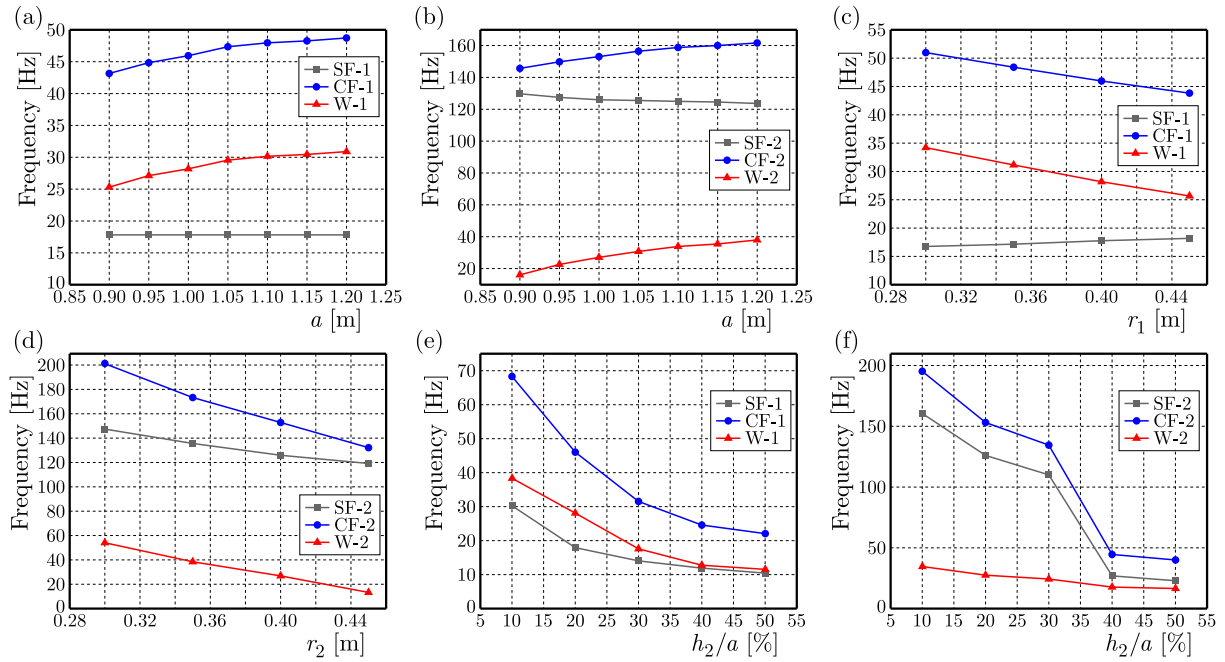 (a)
Frequency [Hz]
50
45
40
35
30
25
20
15
10
0.85 0.90 0.95 1.00 1.05 1.10 1.15 1.20 1.25
a [m]
SF-1
CF-1
W-1
(b)
Frequency [Hz]
160
140
120
100
80
60
40
20
0.85 0.90 0.95 1.00 1.05 1.10 1.15 1.20 1.25
a [m]
SF-2
CF-2
W-2
(c)
Frequency [Hz]
55
50
45
40
35
30
25
20
15
10
0.28 0.32 0.36 0.40 0.44
r₁ [m]
SF-1
CF-1
W-1
(d)
Frequency [Hz]
200
180
160
140
120
100
80
60
40
20
0
0.28 0.32 0.36 0.40 0.44
r₂ [m]
SF-2
CF-2
W-2
(e)
Frequency [Hz]
70
60
50
40
30
20
10
0
5 10 15 20 25 30 35 40 45 50 55
h₂/a [%]
SF-1
CF-1
W-1
(f)
Frequency [Hz]
200
150
100
50
0
5 10 15 20 25 30 35 40 45 50 55
h₂/a [%]
SF-2
CF-2
W-2